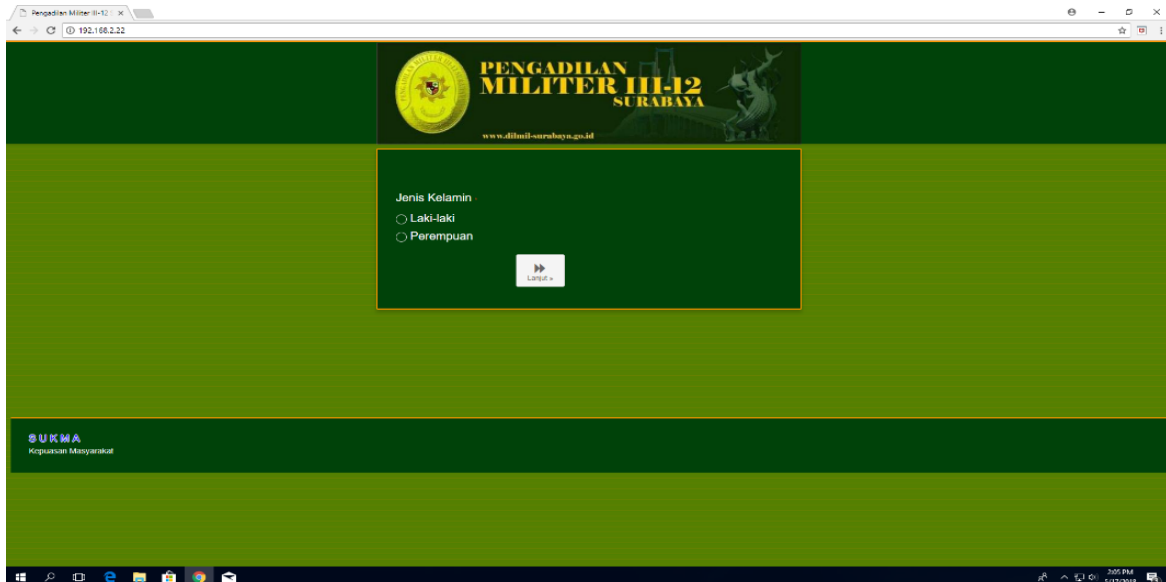 Pengadilan Militer III-12
192.168.2.22
PENGADILAN
MILITER III-12
SURABAYA
www.dilmil-surabaya.go.id
Jenis Kelamin
Laki-laki
Perempuan
Lanjut »
SUKMA
Kepuasan Masyarakat
2:05 PM